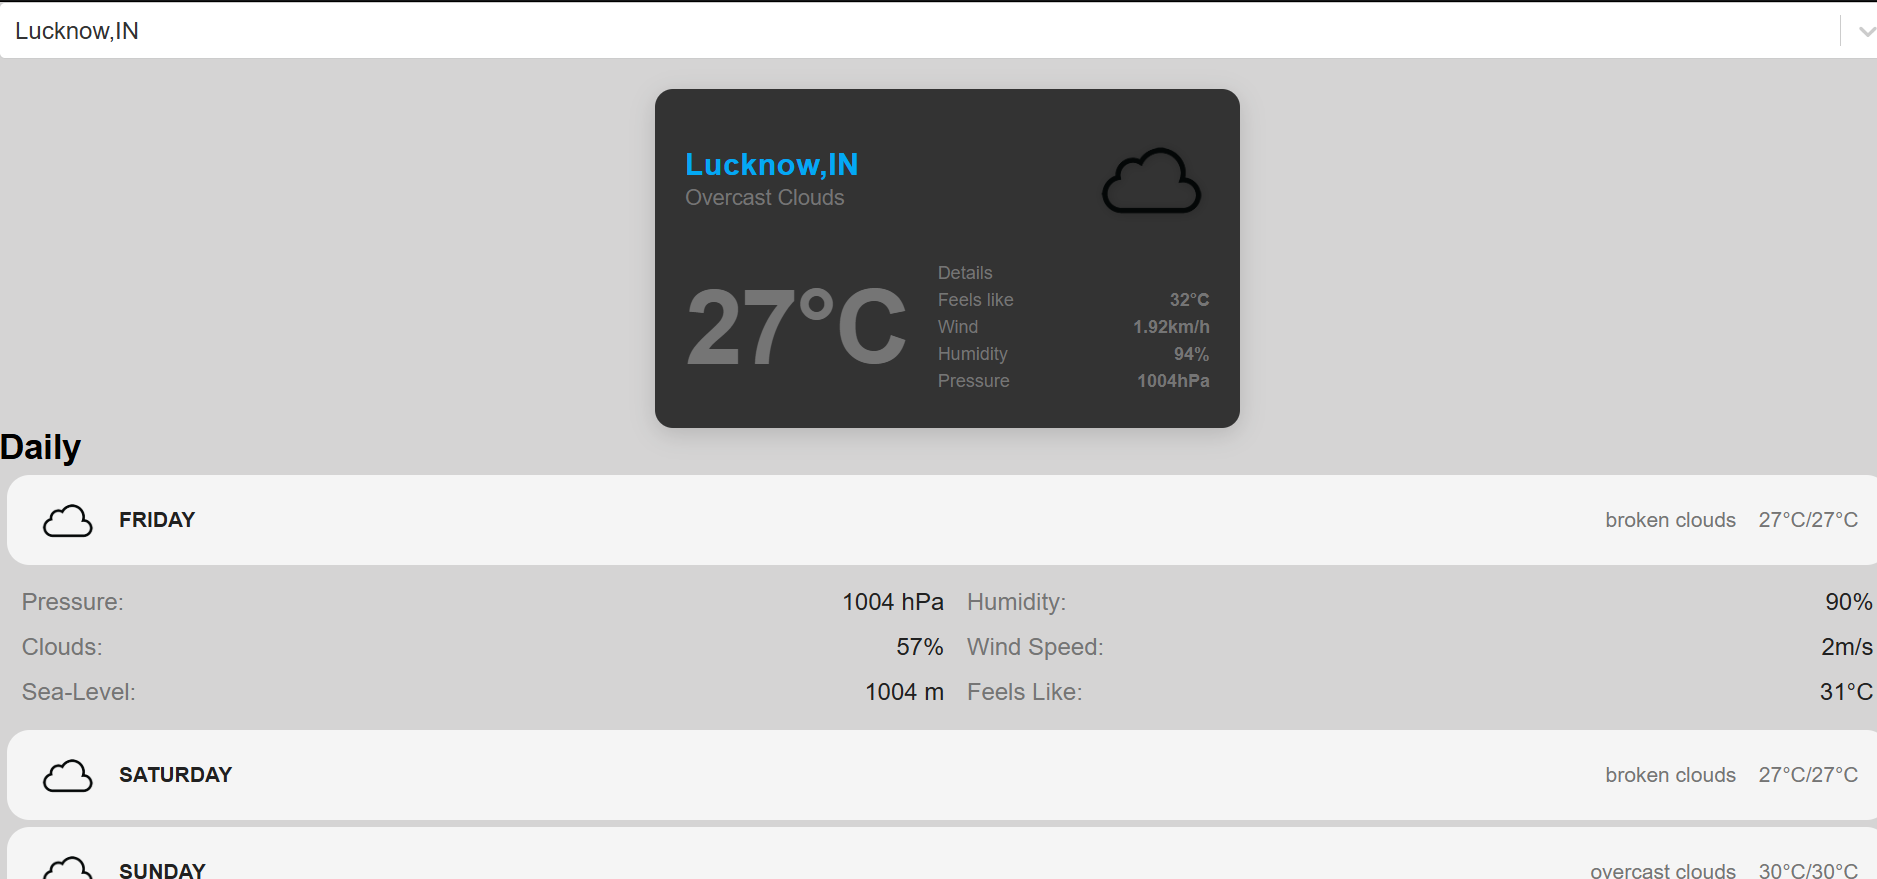 Lucknow,IN
Lucknow,IN
Overcast Clouds
27°C
Details
Feels like 32°C
Wind 1.92km/h
Humidity 94%
Pressure 1004hPa
Daily
FRIDAY broken clouds 27°C/27°C
Pressure: 1004 hPa Humidity: 90%
Clouds: 57% Wind Speed: 2m/s
Sea-Level: 1004 m Feels Like: 31°C
SATURDAY broken clouds 27°C/27°C
SUNDAY overcast clouds 30°C/30°C